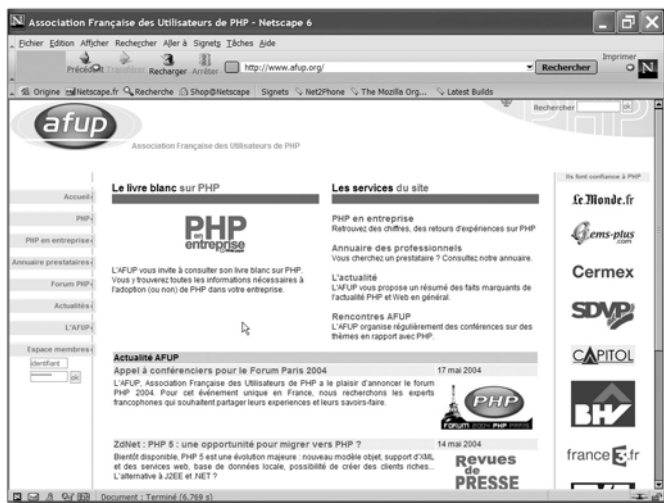 Association Française des Utilisateurs de PHP - Netscape 6
Fichier Edition Afficher Rechercher Aller à Signets Tâches Aide
Précédent Transférer Recharger Arrêter
http://www.afup.org/
Rechercher
Imprimer
N
Origine Netscape.fr Recherche Shop@Netscape Signets Net2Phone The Mozilla Org... Latest Builds
afup
Association Française des Utilisateurs de PHP
Rechercher ok
Accueil
PHP
PHP en entreprise
Annuaire prestataires
Forum PHP
Actualités
L'AFUP
Espace membres
identifiant
ok
Le livre blanc sur PHP
PHP
en
entreprise
.com
L'AFUP vous invite à consulter son livre blanc sur PHP.
Vous y trouverez toutes les informations nécessaires à
l'adoption (ou non) de PHP dans votre entreprise.
Les services du site
PHP en entreprise
Retrouvez des chiffres, des retours d'expériences sur PHP
Annuaire des professionnels
Vous cherchez un prestataire ? Consultez notre annuaire.
L'actualité
L'AFUP vous propose un résumé des faits marquants de
l'actualité PHP et Web en général.
Rencontres AFUP
L'AFUP organise régulièrement des conférences sur des
thèmes en rapport avec PHP.
Actualité AFUP
Appel à conférenciers pour le Forum Paris 2004 17 mai 2004
L'AFUP, Association Française des Utilisateurs de PHP a le plaisir d'annoncer le forum
PHP 2004. Pour cet événement unique en France, nous recherchons les experts
francophones qui souhaitent partager leurs experiences et leurs savoirs-faire.
PHP
FORUM 2004 PHP PARIS
ZdNet : PHP 5 : une opportunité pour migrer vers PHP ? 14 mai 2004
Bientôt disponible, PHP 5 est une évolution majeure : nouveau modèle objet, support d'XML
et des services web, base de données locale, possibilité de créer des clients riches...
L'alternative à J2EE et .NET ?
Revues
de
PRESSE
Ils font confiance à PHP
Le Monde.fr
Gems-plus
.com
Cermex
SDVP
CAPITOL
BHV
france 5.fr
Document : Terminé (6.769 s)